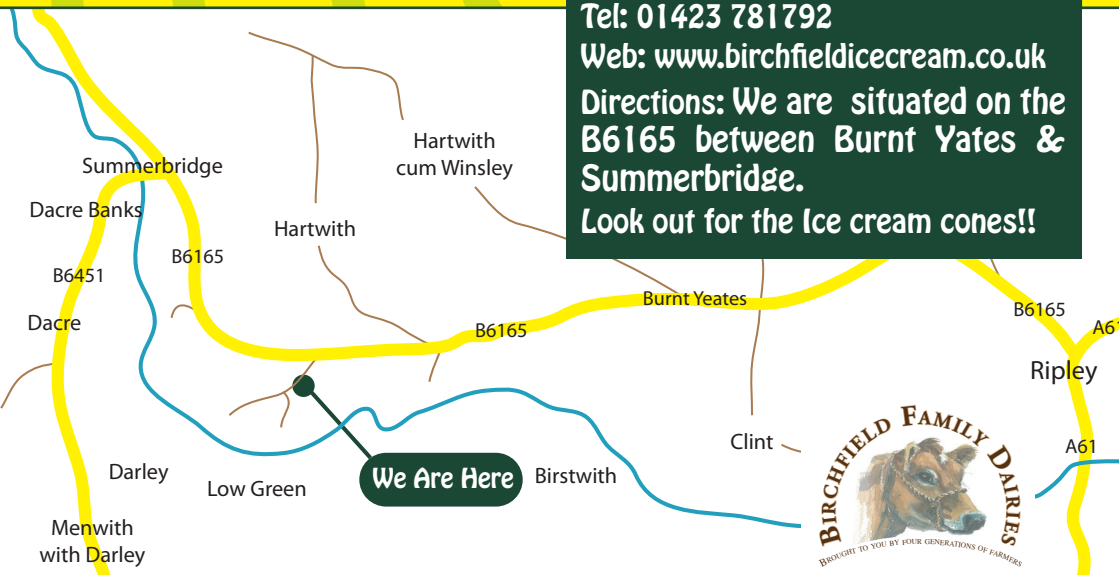 Tel: 01423 781792
Web: www.birchfieldicecream.co.uk
Directions: We are situated on the
B6165 between Burnt Yates &
Summerbridge.
Look out for the Ice cream cones!!
Hartwith
cum Winsley
Summerbridge
Dacre Banks
Hartwith
B6165
B6451
Burnt Yeates
B6165
Dacre
B6165
A61
Ripley
Clint
A61
Darley
Low Green
We Are Here
Birstwith
Menwith
with Darley
BIRCHFIELD FAMILY DAIRIES
BROUGHT TO YOU BY FOUR GENERATIONS OF FARMERS